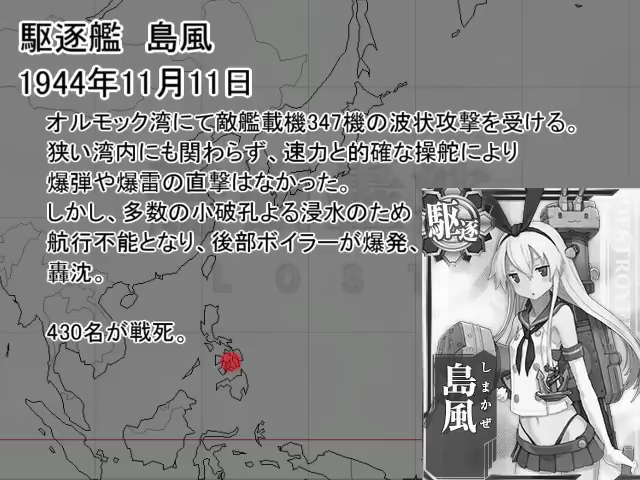 駆逐艦 島風
1944年11月11日
オルモック湾にて敵艦載機347機の波状攻撃を受ける。
狭い湾内にも関わらず、速力と的確な操舵により
爆弾や爆雷の直撃はなかった。
しかし、多数の小破孔よる浸水のため
航行不能となり、後部ボイラーが爆発、
轟沈。
430名が戦死。
LOST
駆逐
しまかぜ
島風